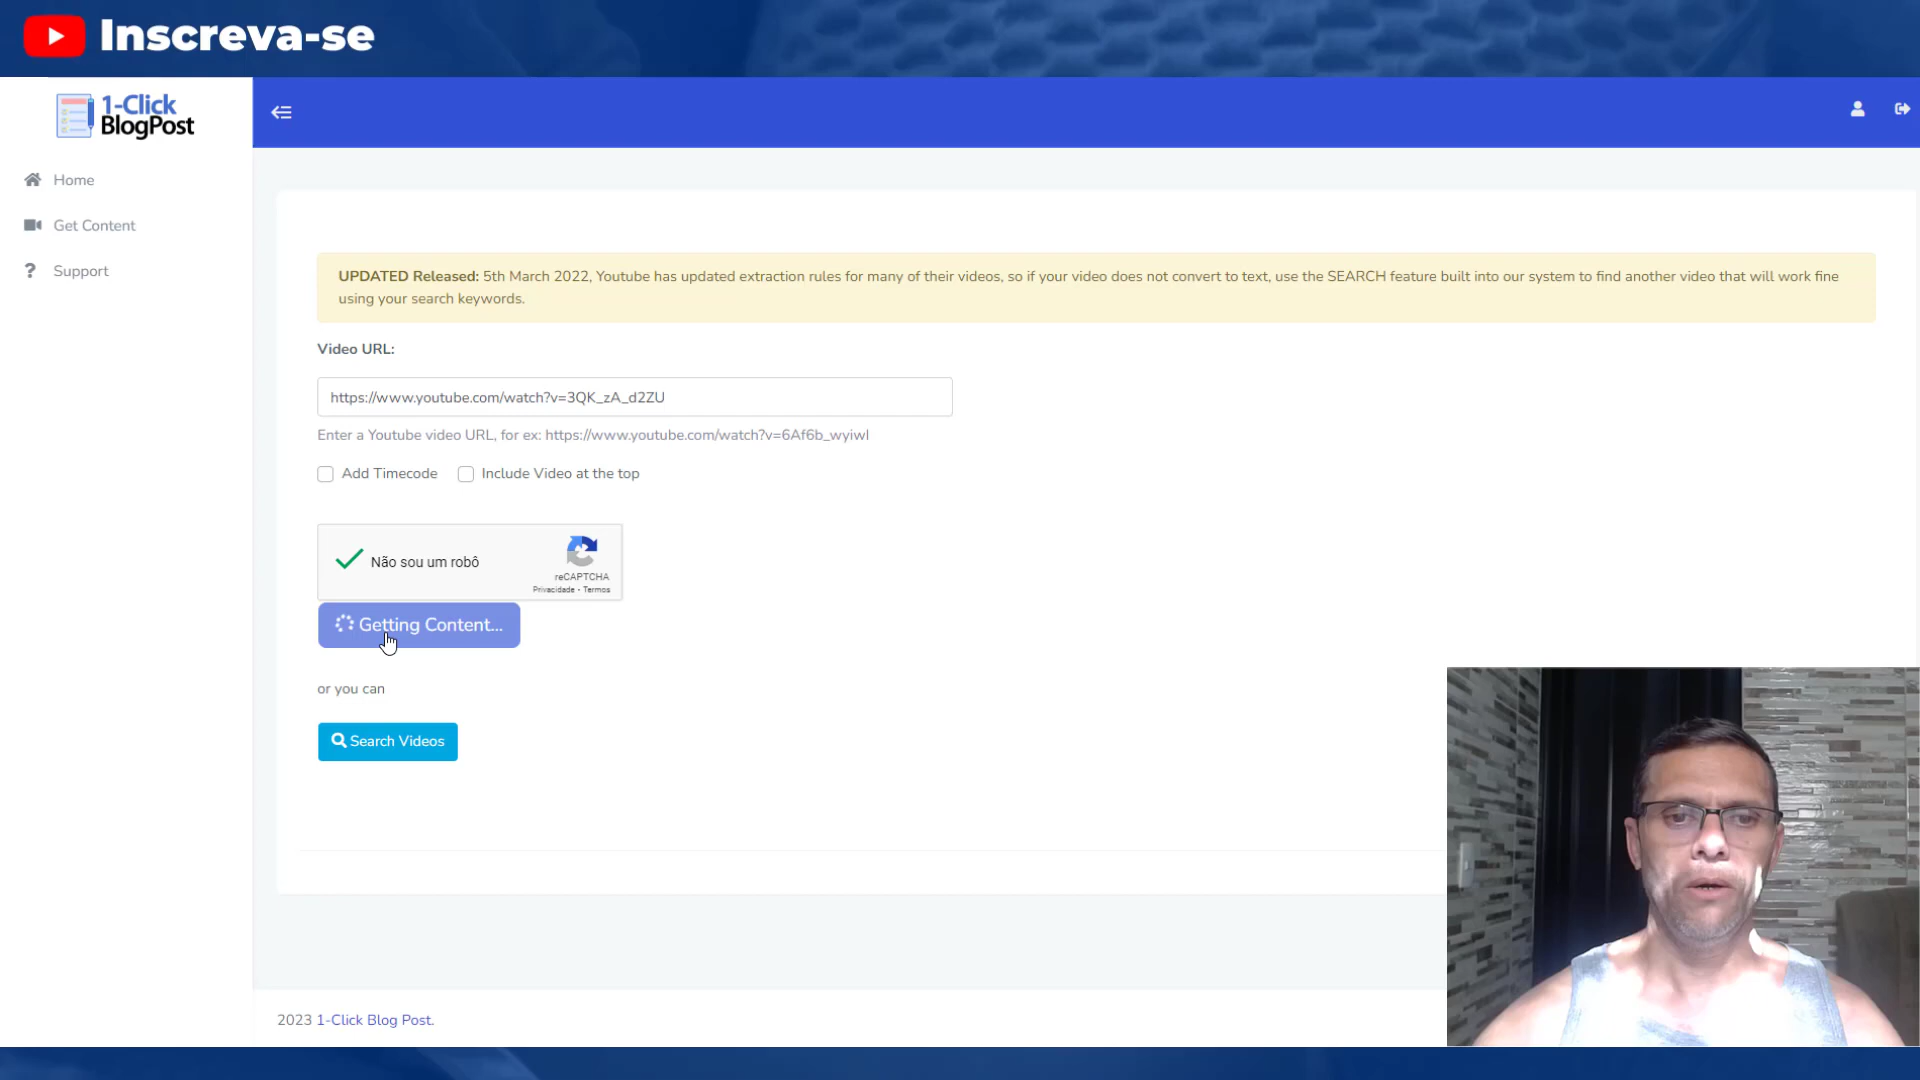 Inscreva-se
1-Click
BlogPost
Home
Get Content
Support
UPDATED Released: 5th March 2022, Youtube has updated extraction rules for many of their videos, so if your video does not convert to text, use the SEARCH feature built into our system to find another video that will work fine
using your search keywords.
Video URL:
https://www.youtube.com/watch?v=3QK_zA_d2ZU
Enter a Youtube video URL, for ex: https://www.youtube.com/watch?v=6Af6b_wyiwI
Add Timecode Include Video at the top
Não sou um robô
reCAPTCHA
Privacidade - Termos
Getting Content...
or you can
Search Videos
2023 1-Click Blog Post.